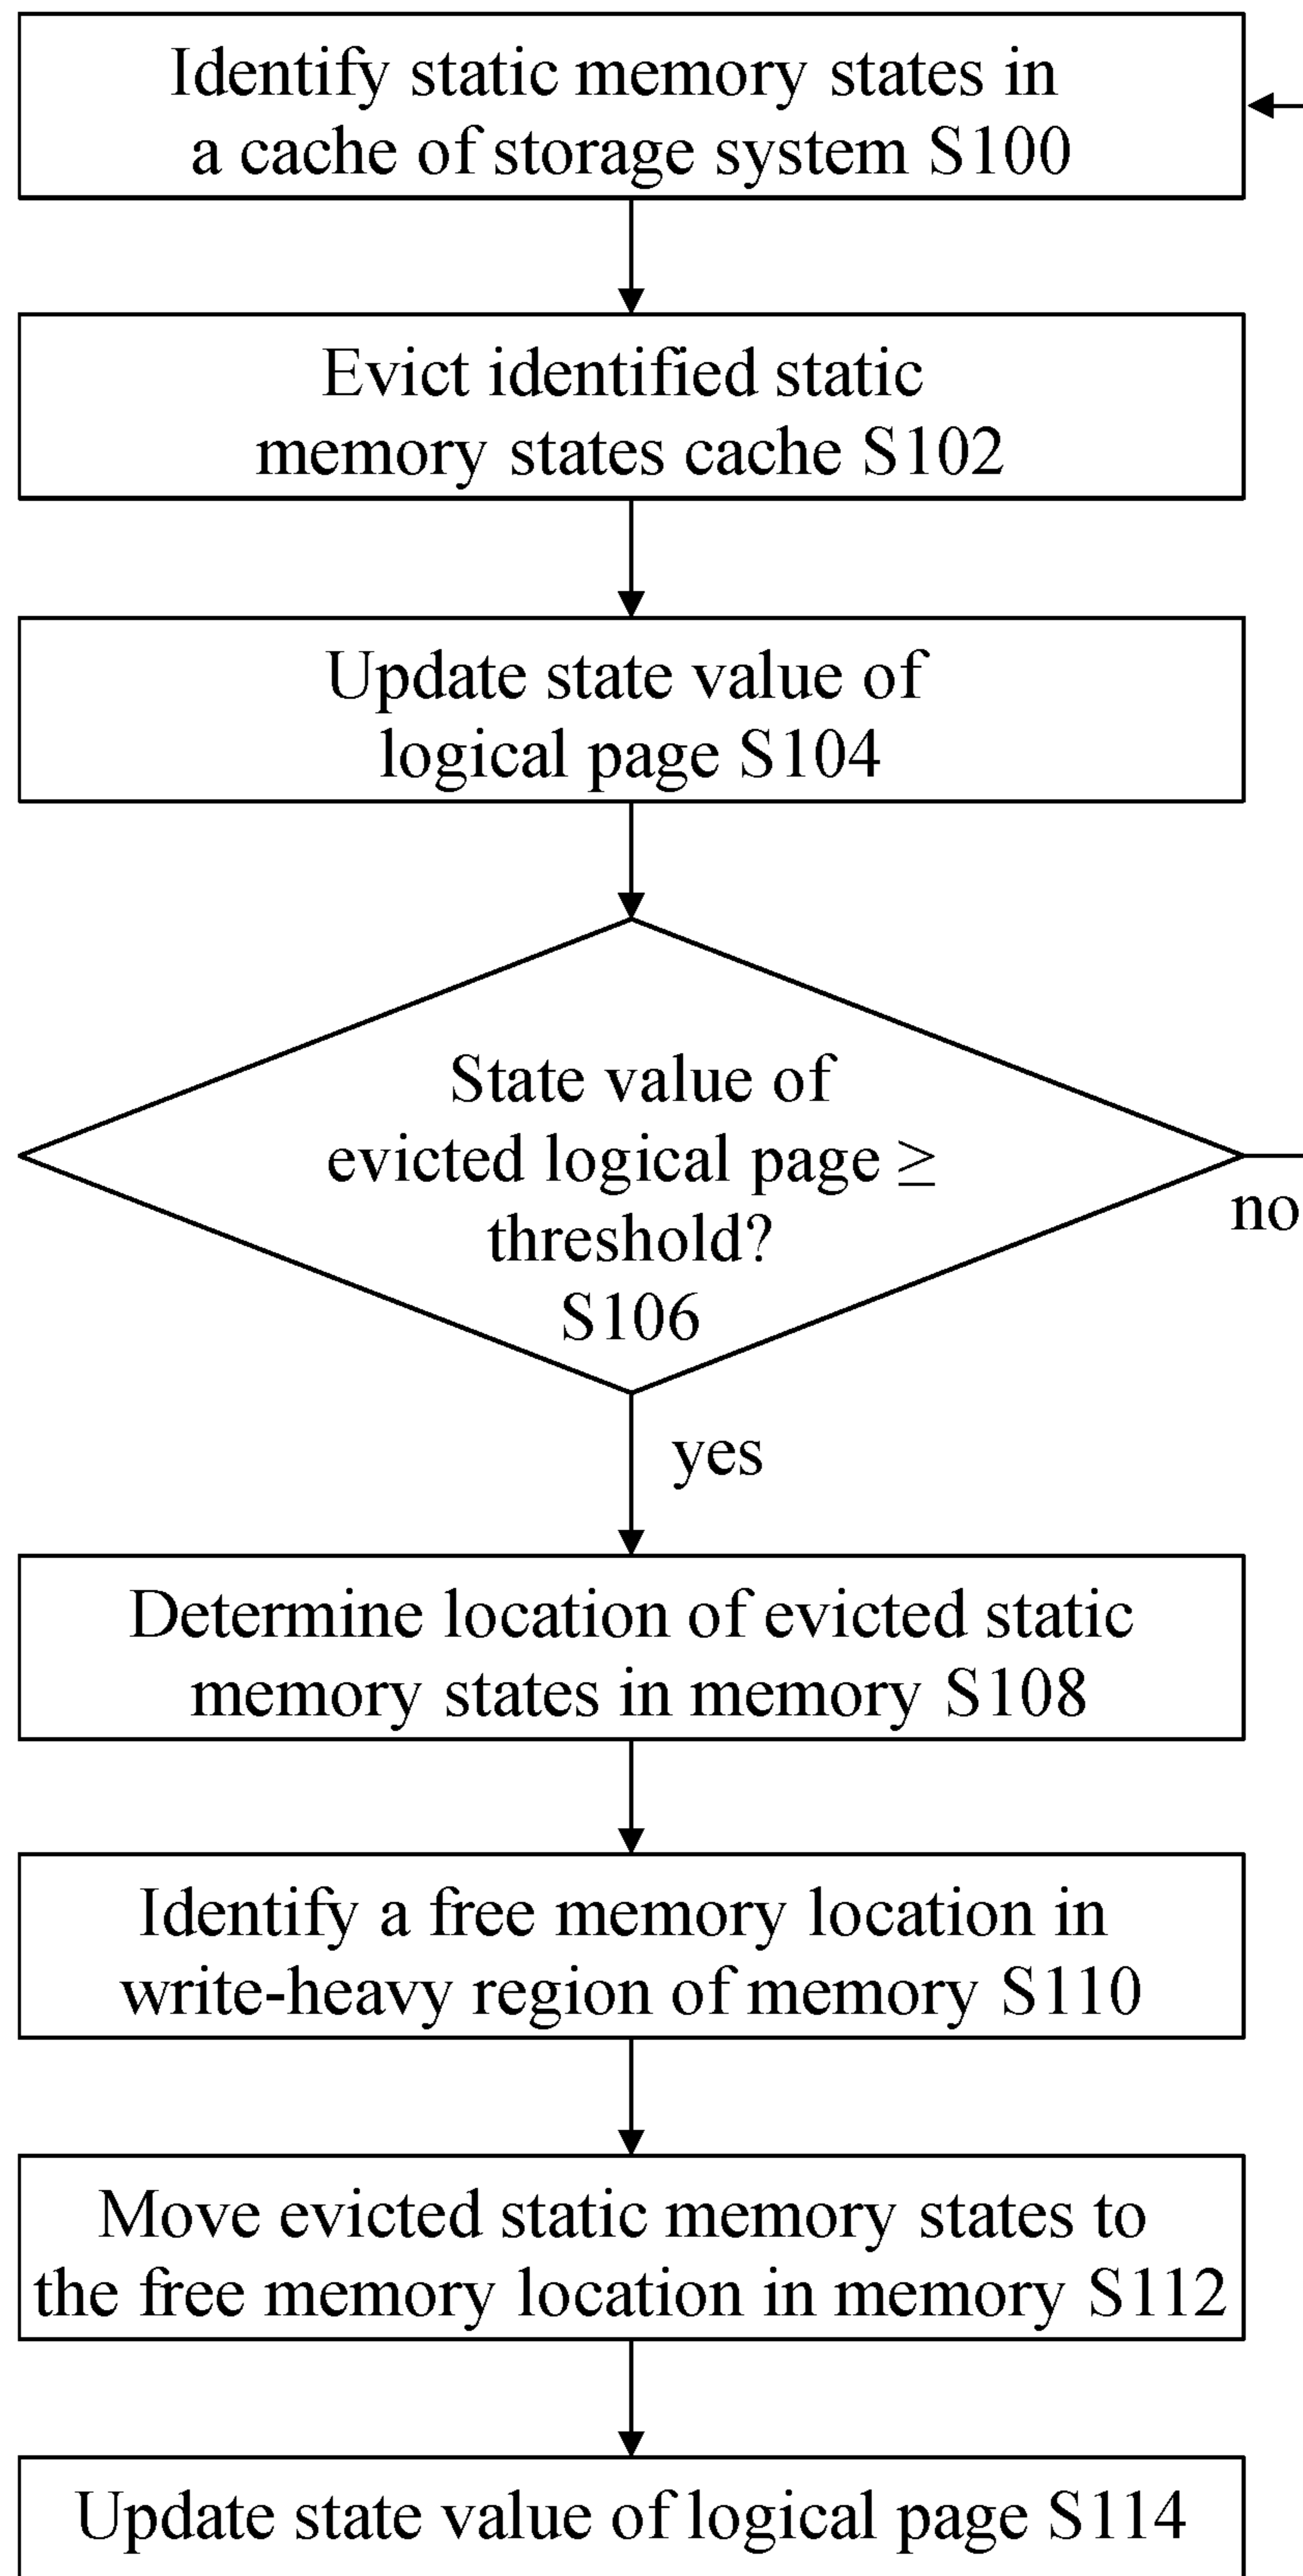 Identify static memory states in
a cache of storage system S100
Evict identified static
memory states cache S102
Update state value of
logical page S104
State value of
evicted logical page ≥
threshold?
S106
no
yes
Determine location of evicted static
memory states in memory S108
Identify a free memory location in
write-heavy region of memory S110
Move evicted static memory states to
the free memory location in memory S112
Update state value of logical page S114